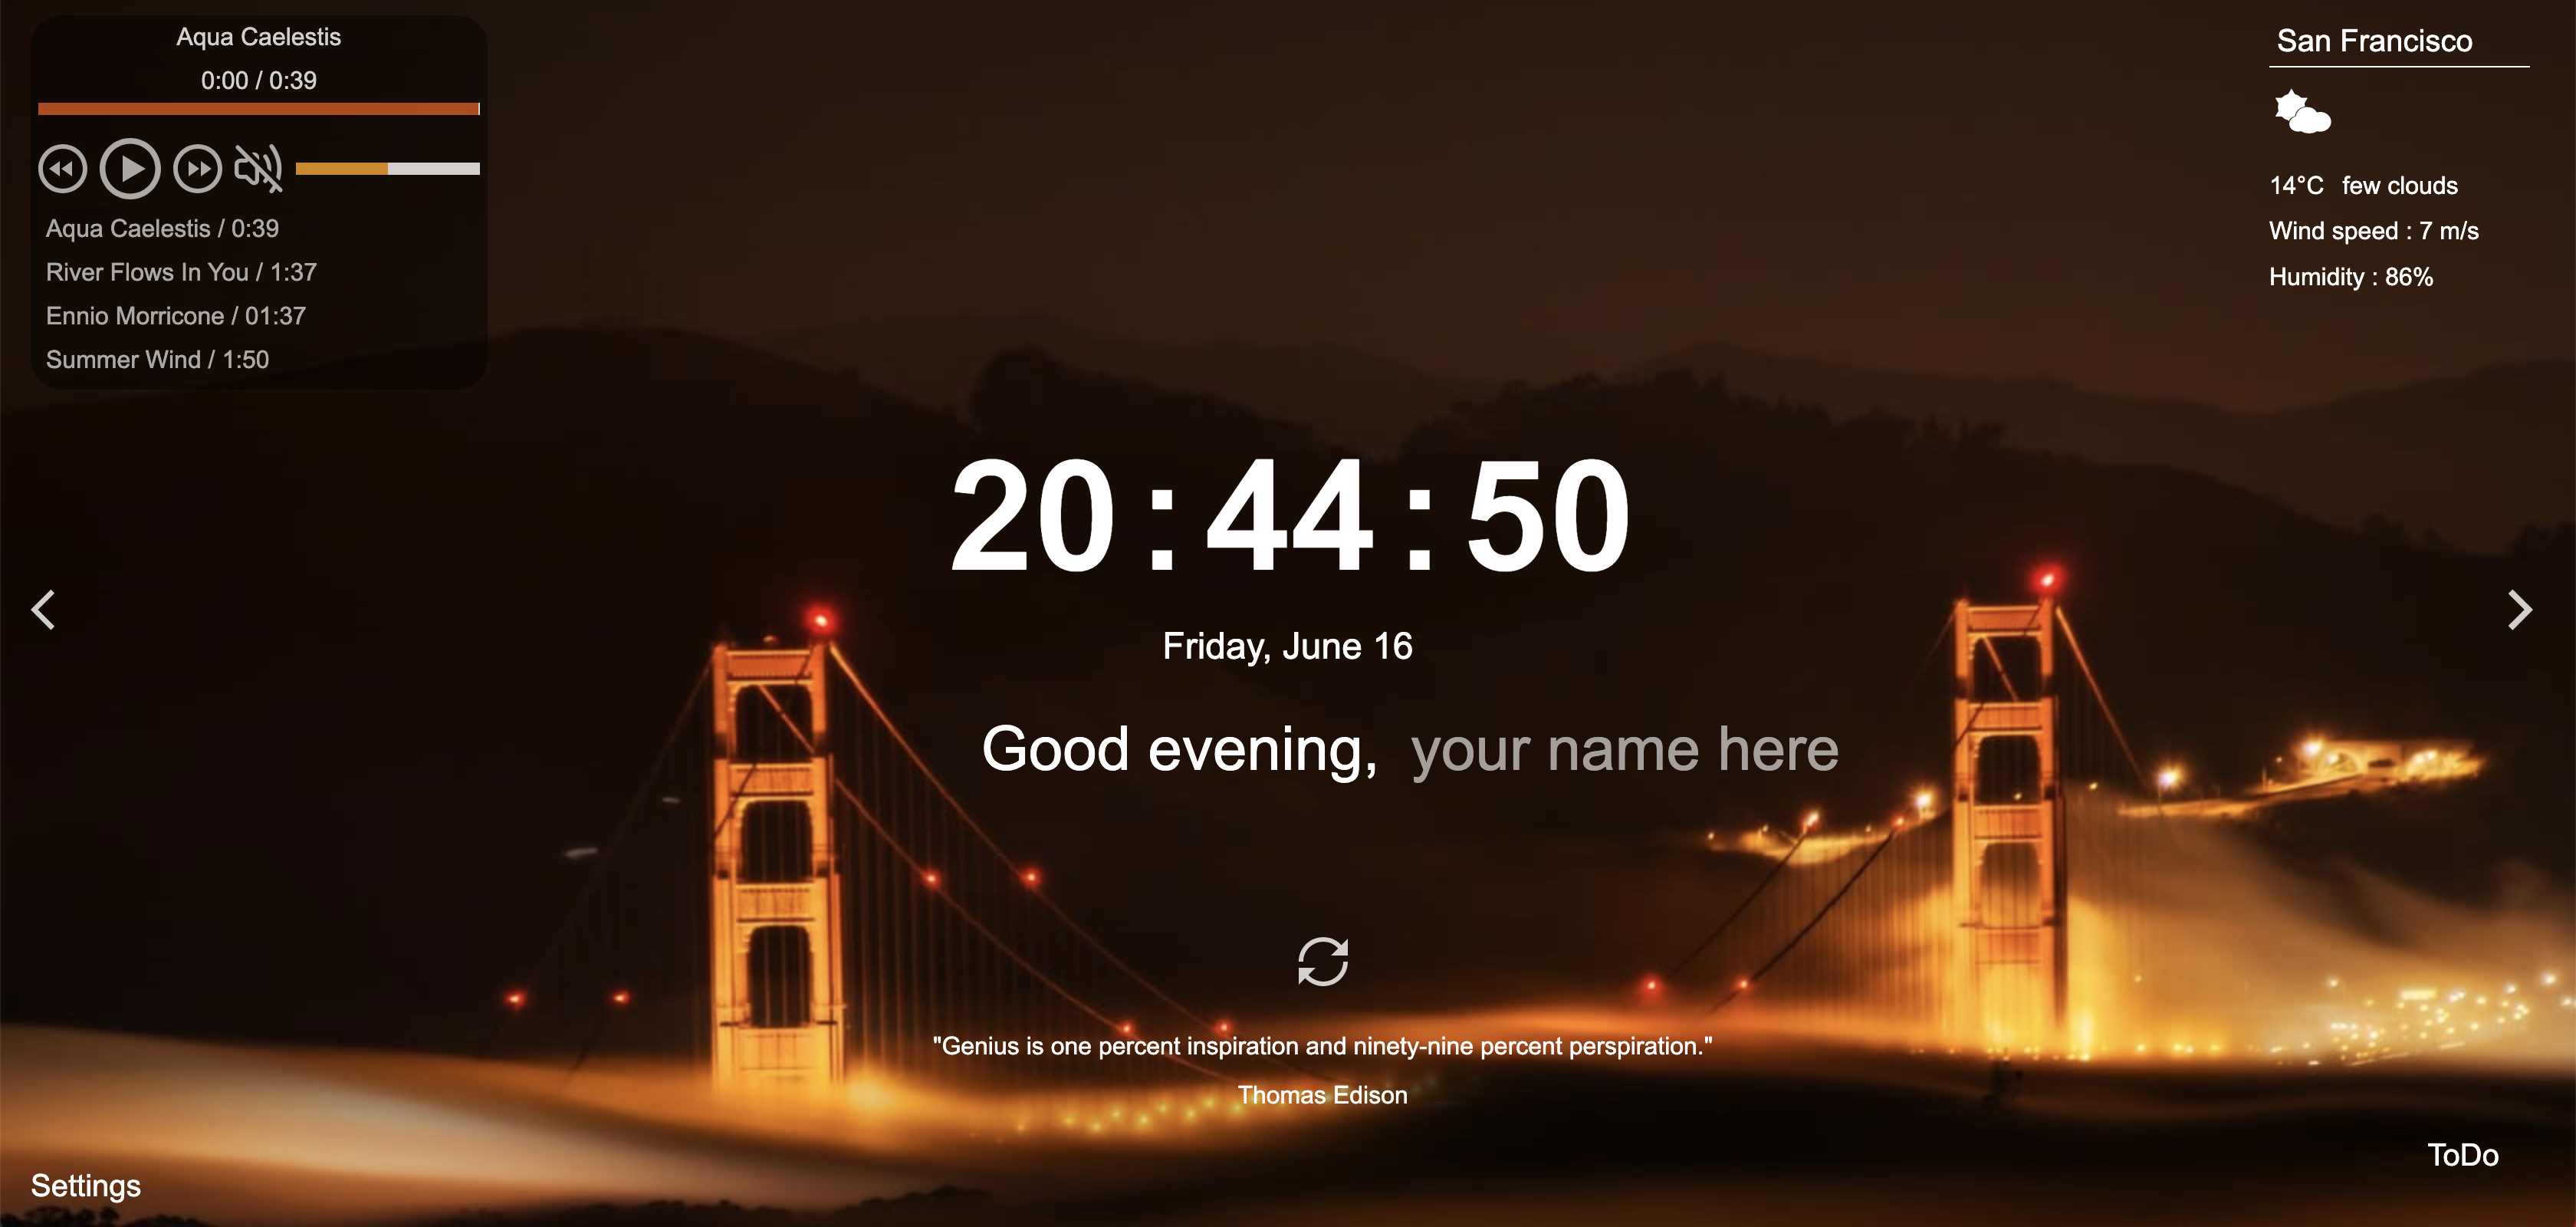 Aqua Caelestis
0:00 / 0:39
Aqua Caelestis / 0:39
River Flows In You / 1:37
Ennio Morricone / 01:37
Summer Wind / 1:50
San Francisco
14°C few clouds
Wind speed : 7 m/s
Humidity : 86%
20 : 44 : 50
Friday, June 16
Good evening, your name here
"Genius is one percent inspiration and ninety-nine percent perspiration."
Thomas Edison
Settings
ToDo